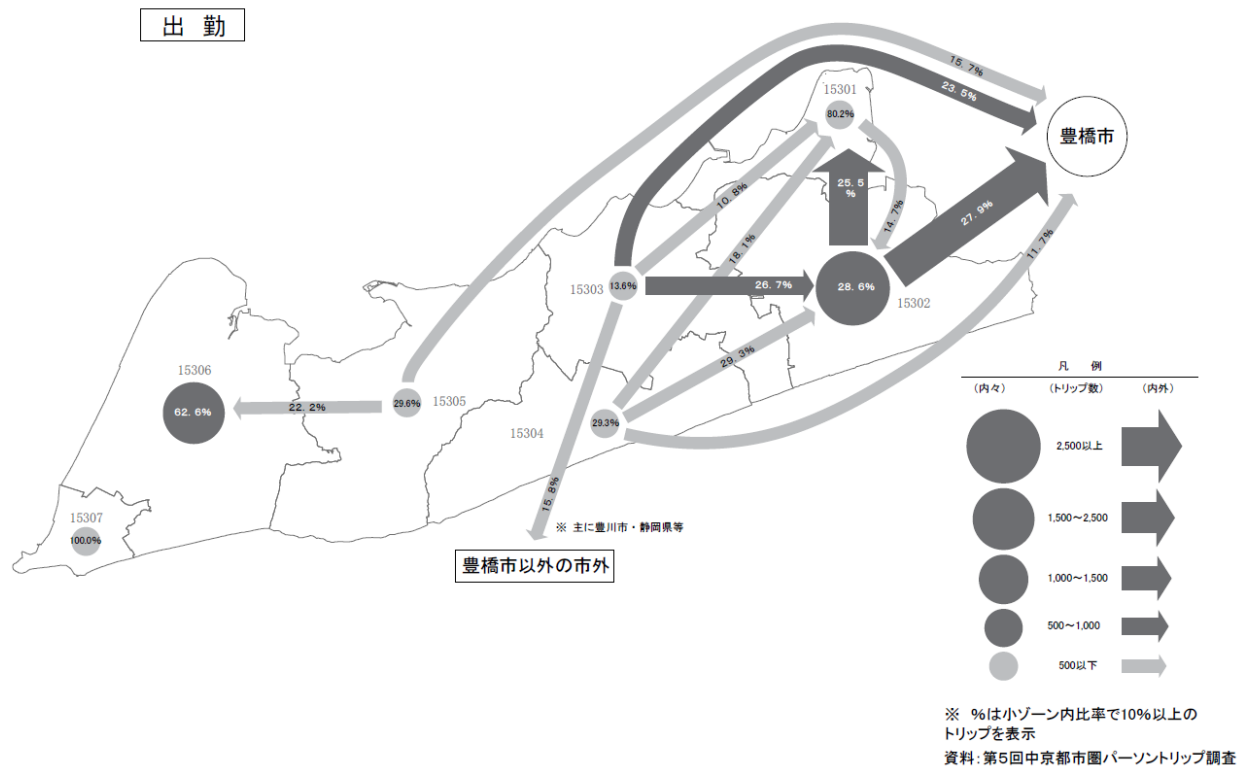 出 勤
15.7%
23.5%
15301
80.2%
豊橋市
10.8%
25.5
%
14.7%
27.9%
18.1%
11.7%
15303
13.6%
26.7%
28.6%
15302
29.3%
15306
62.6%
22.2%
29.6%
15305
15304
29.3%
15.8%
15307
100.0%
※ 主に豊川市・静岡県等
豊橋市以外の市外
凡 例
(内々) (トリップ数) (内外)
2,500以上
1,500～2,500
1,000～1,500
500～1,000
500以下
※ %は小ゾーン内比率で10%以上の
トリップを表示
資料:第5回中京都市圏パーソントリップ調査